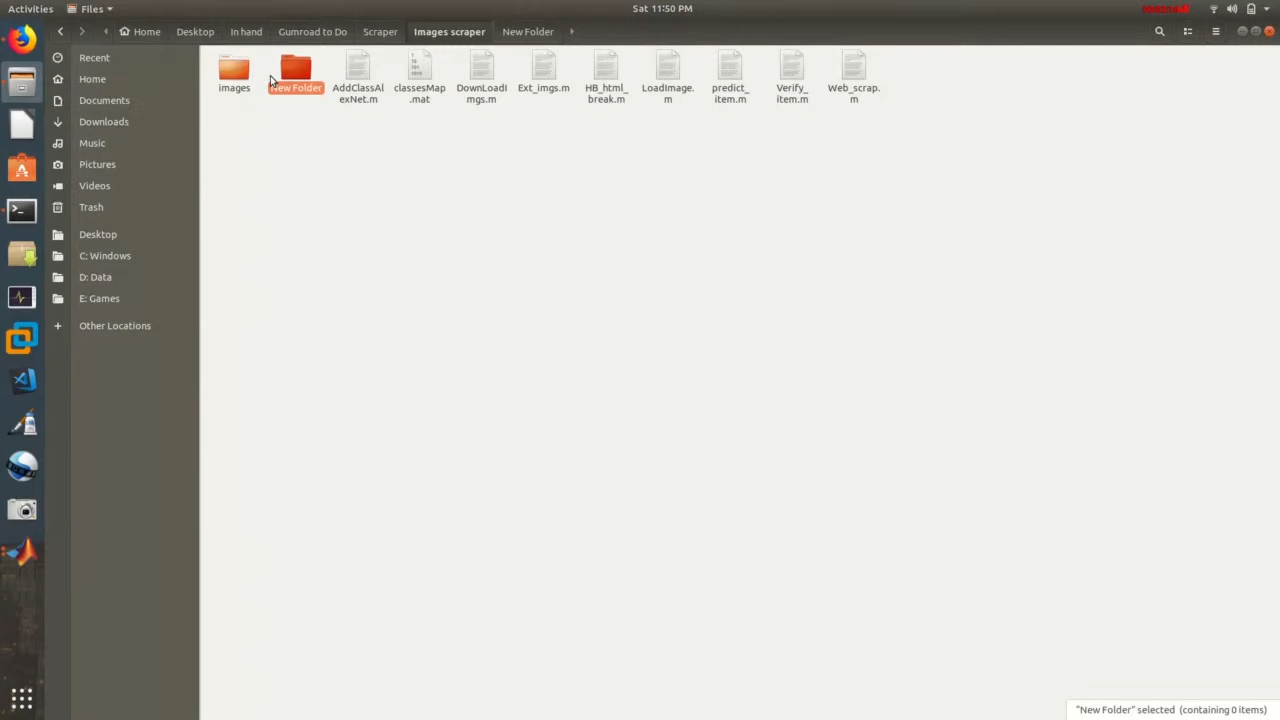 Activities
Files
Sat 11:50 PM
Home
Desktop
In hand
Gumroad to Do
Scraper
Images scraper
New Folder
Recent
Home
Documents
Downloads
Music
Pictures
Videos
Trash
Desktop
C: Windows
D: Data
E: Games
Other Locations
images
New Folder
AddClassAl
exNet.m
classesMap
.mat
DownLoadI
mgs.m
Ext_imgs.m
HB_html_
break.m
LoadImage.
m
predict_
item.m
Verify_
item.m
Web_scrap.
m
"New Folder" selected (containing 0 items)